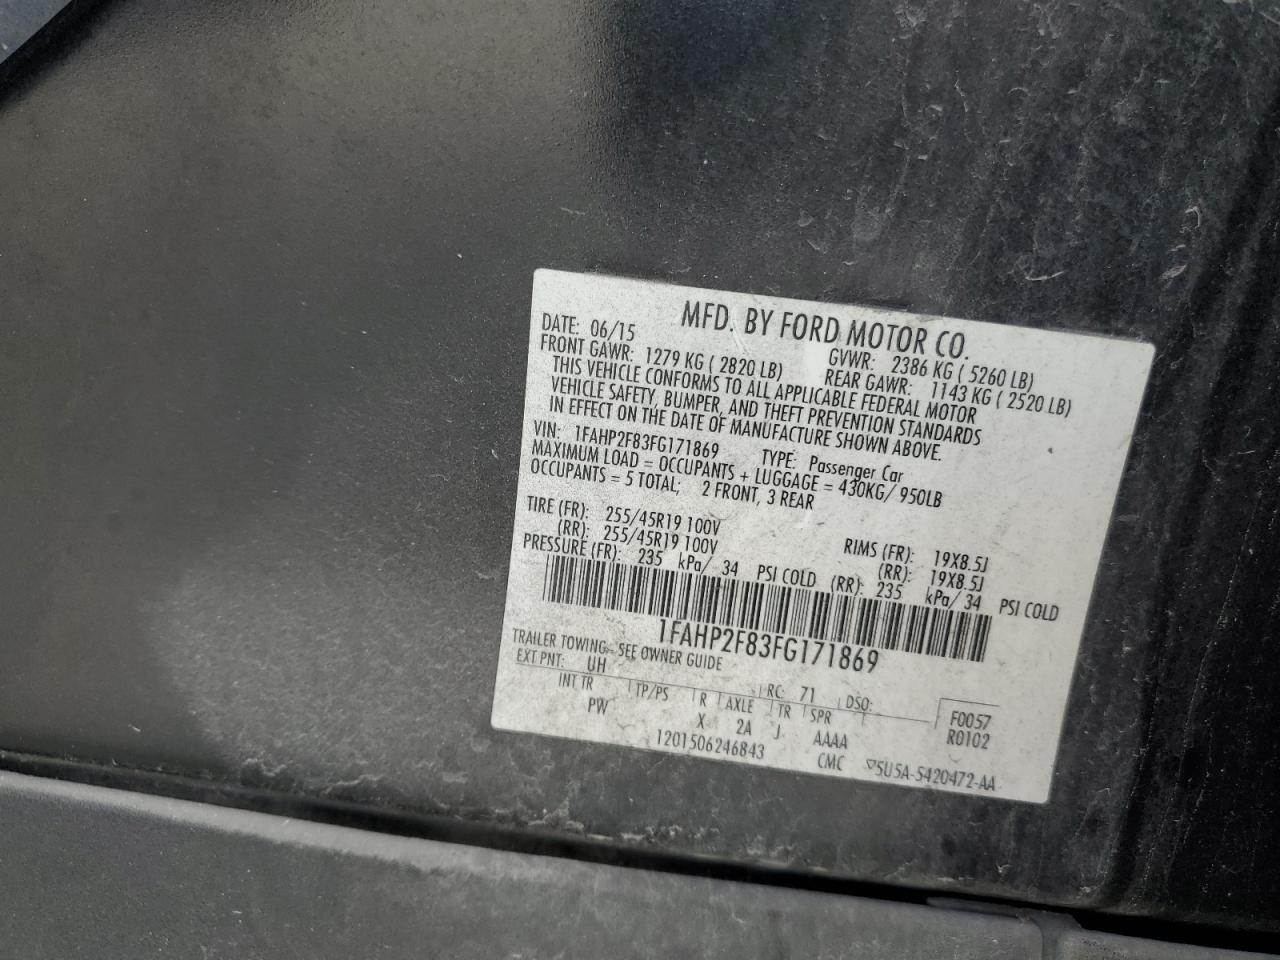 MFD. BY FORD MOTOR CO.
DATE: 06/15 GVWR: 2386 KG ( 5260 LB)
FRONT GAWR: 1279 KG ( 2820 LB) REAR GAWR: 1143 KG ( 2520 LB)
THIS VEHICLE CONFORMS TO ALL APPLICABLE FEDERAL MOTOR
VEHICLE SAFETY, BUMPER, AND THEFT PREVENTION STANDARDS
IN EFFECT ON THE DATE OF MANUFACTURE SHOWN ABOVE.
VIN: 1FAHP2F83FG171869 TYPE: Passenger Car
MAXIMUM LOAD = OCCUPANTS + LUGGAGE = 430KG/ 950LB
OCCUPANTS = 5 TOTAL; 2 FRONT, 3 REAR
TIRE (FR): 255/45R19 100V RIMS (FR): 19X8.5J
(RR): 255/45R19 100V (RR): 19X8.5J
PRESSURE (FR): 235 kPa/ 34 PSI COLD (RR): 235 kPa/ 34 PSI COLD
1FAHP2F83FG171869
TRAILER TOWING- SEE OWNER GUIDE
EXT PNT: UH RC: 71 DSO:
INT TR TP/PS R AXLE TR SPR F0057
PW X 2A J AAAA R0102
1201506246843 CMC ▽5U5A-5420472-AA